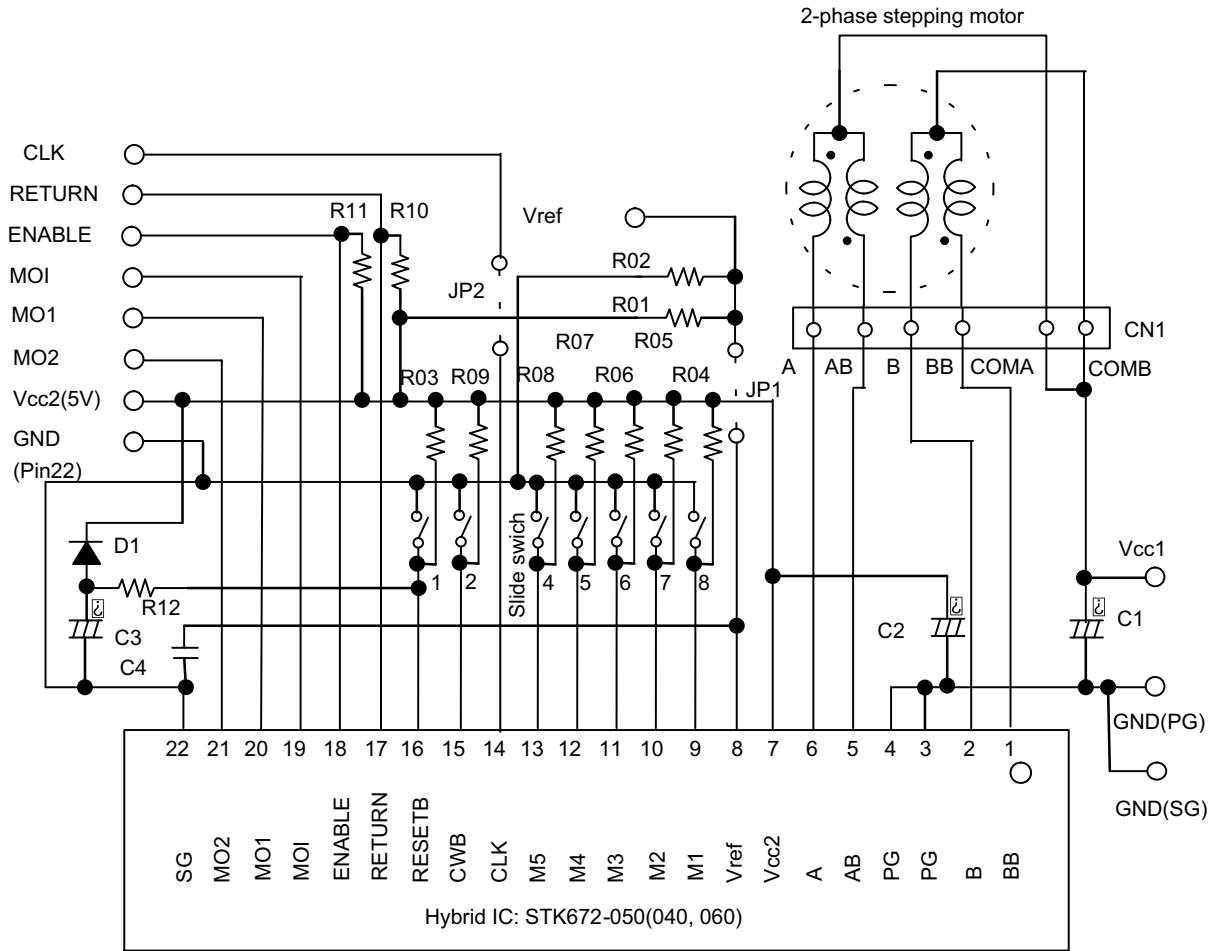 2-phase stepping motor
CLK
RETURN
R11 R10
Vref
ENABLE
R02
MOI
JP2
R01
MO1
CN1
R07 R05
MO2
A AB B BB COMA COMB
R03 R09 R08 R06 R04
JP1
Vcc2(5V)
GND
(Pin22)
Slide swich
D1
Vcc1
1 2 4 5 6 7 8
R12
C3
C2
C1
C4
GND(PG)
22 21 20 19 18 17 16 15 14 13 12 11 10 9 8 7 6 5 4 3 2 1
GND(SG)
SG MO2 MO1 MOI ENABLE RETURN RESETB CWB CLK M5 M4 M3 M2 M1 Vref Vcc2 A AB PG PG B BB
Hybrid IC: STK672-050(040, 060)